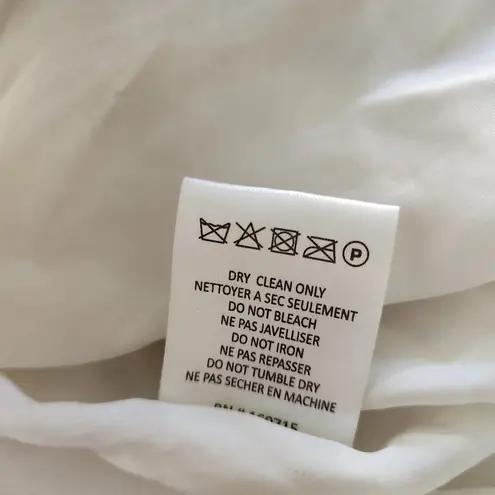 P
DRY CLEAN ONLY
NETTOYER A SEC SEULEMENT
DO NOT BLEACH
NE PAS JAVELLISER
DO NOT IRON
NE PAS REPASSER
DO NOT TUMBLE DRY
NE PAS SECHER EN MACHINE